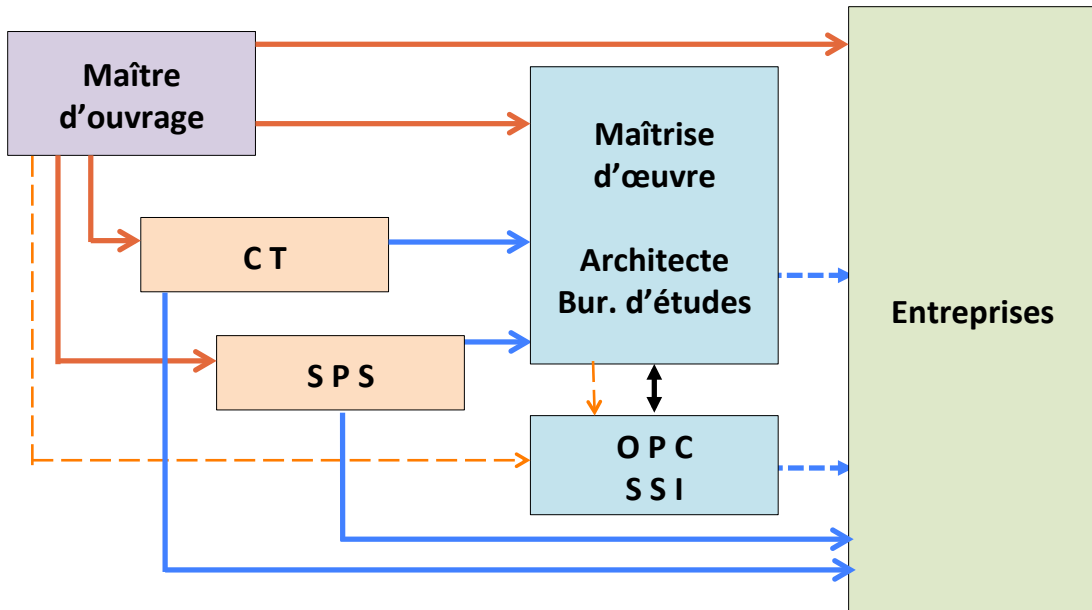 Maître
d’ouvrage
Maîtrise
d’œuvre
Architecte
Bur. d’études
C T
S P S
O P C
S S I
Entreprises